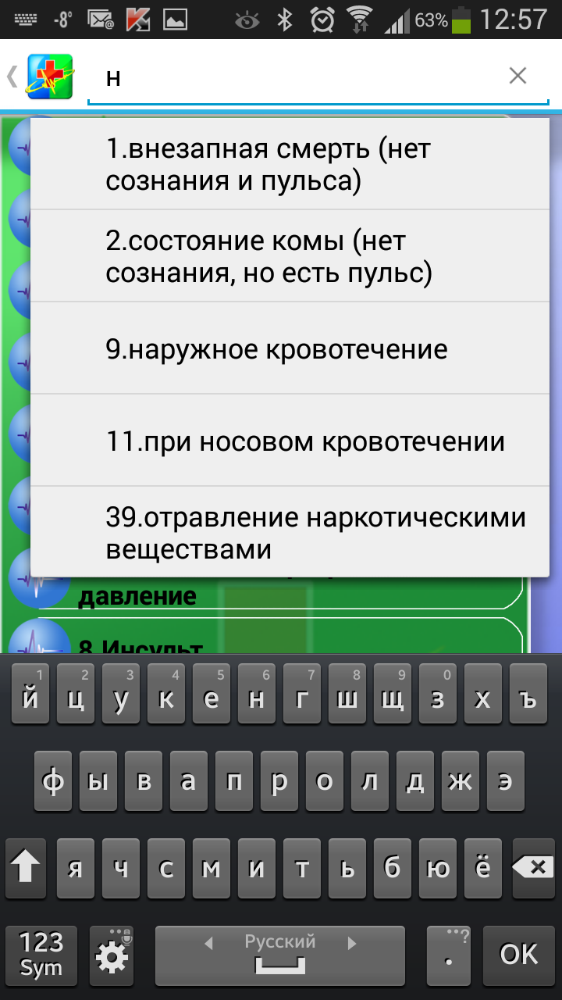 -8°
63%
12:57
н
1.внезапная смерть (нет
сознания и пульса)
2.состояние комы (нет
сознания, но есть пульс)
9.наружное кровотечение
11.при носовом кровотечении
39.отравление наркотическими
веществами
давление
8.Инсульт
1 2 3 4 5 6 7 8 9 0
й ц у к е н г ш щ з х ъ
ф ы в а п р о л д ж э
я ч с м и т ь б ю ё
123
Sym
Русский
. ?
OK